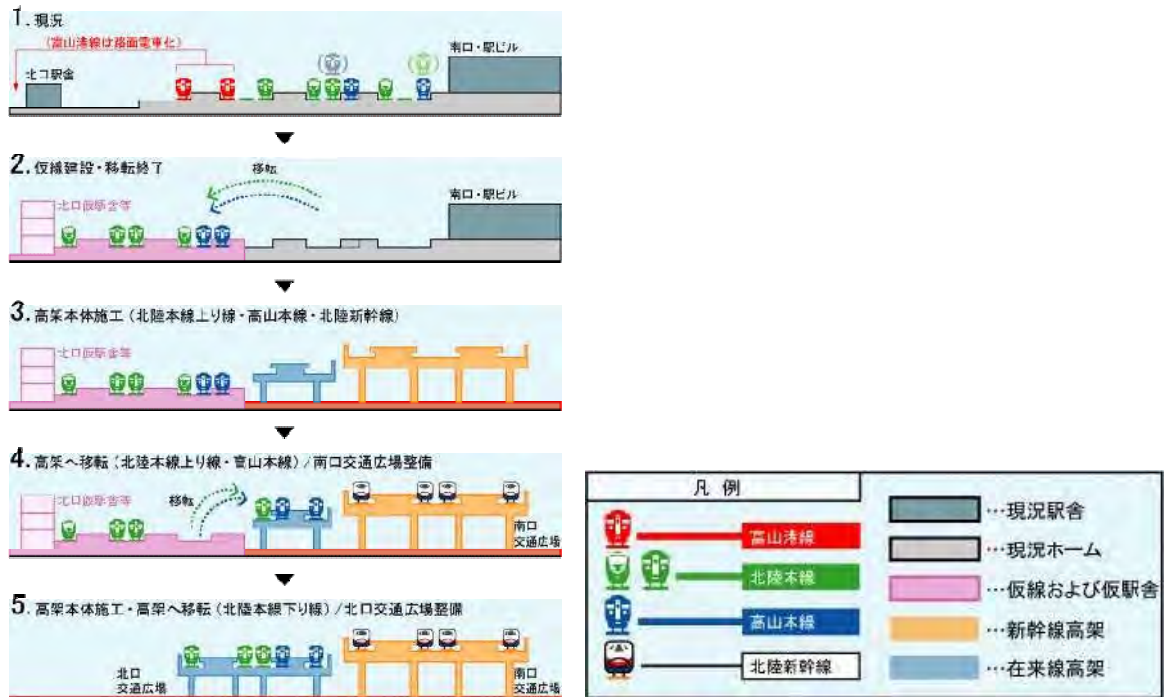 1. 現況
(富山港線は路面電車化)
北口駅舎
南口・駅ビル
2. 仮線建設・移転終了
移転
北口仮駅舎等
南口・駅ビル
3. 高架本体施工(北陸本線上り線・高山本線・北陸新幹線)
北口仮駅舎等
4. 高架へ移転(北陸本線上り線・高山本線)/南口交通広場整備
北口仮駅舎等
移転
南口
交通広場
5. 高架本体施工・高架へ移転(北陸本線下り線)/北口交通広場整備
北口
交通広場
南口
交通広場
凡例
富山港線
北陸本線
高山本線
北陸新幹線
…現況駅舎
…現況ホーム
…仮線および仮駅舎
…新幹線高架
…在来線高架